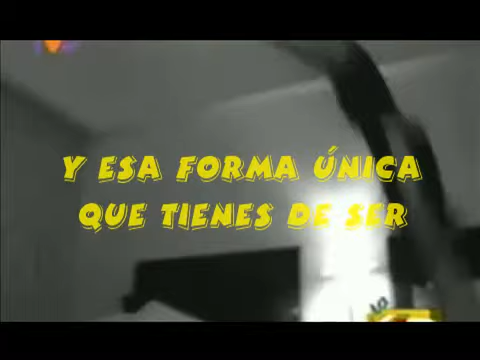 Y ESA FORMA ÚNICA
QUE TIENES DE SER